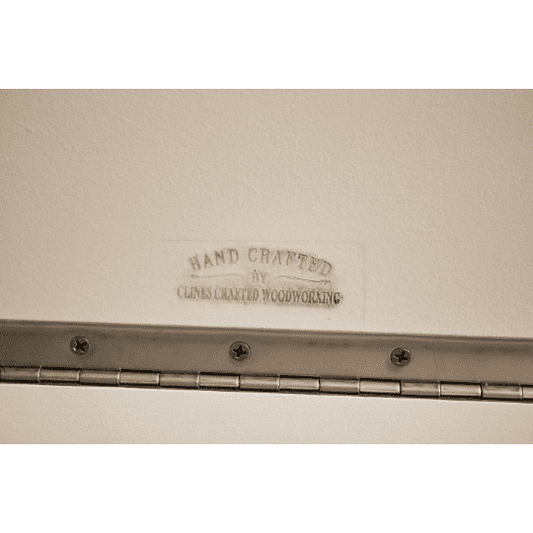 HAND CRAFTED
BY
CLINES CRAFTED WOODWORKING